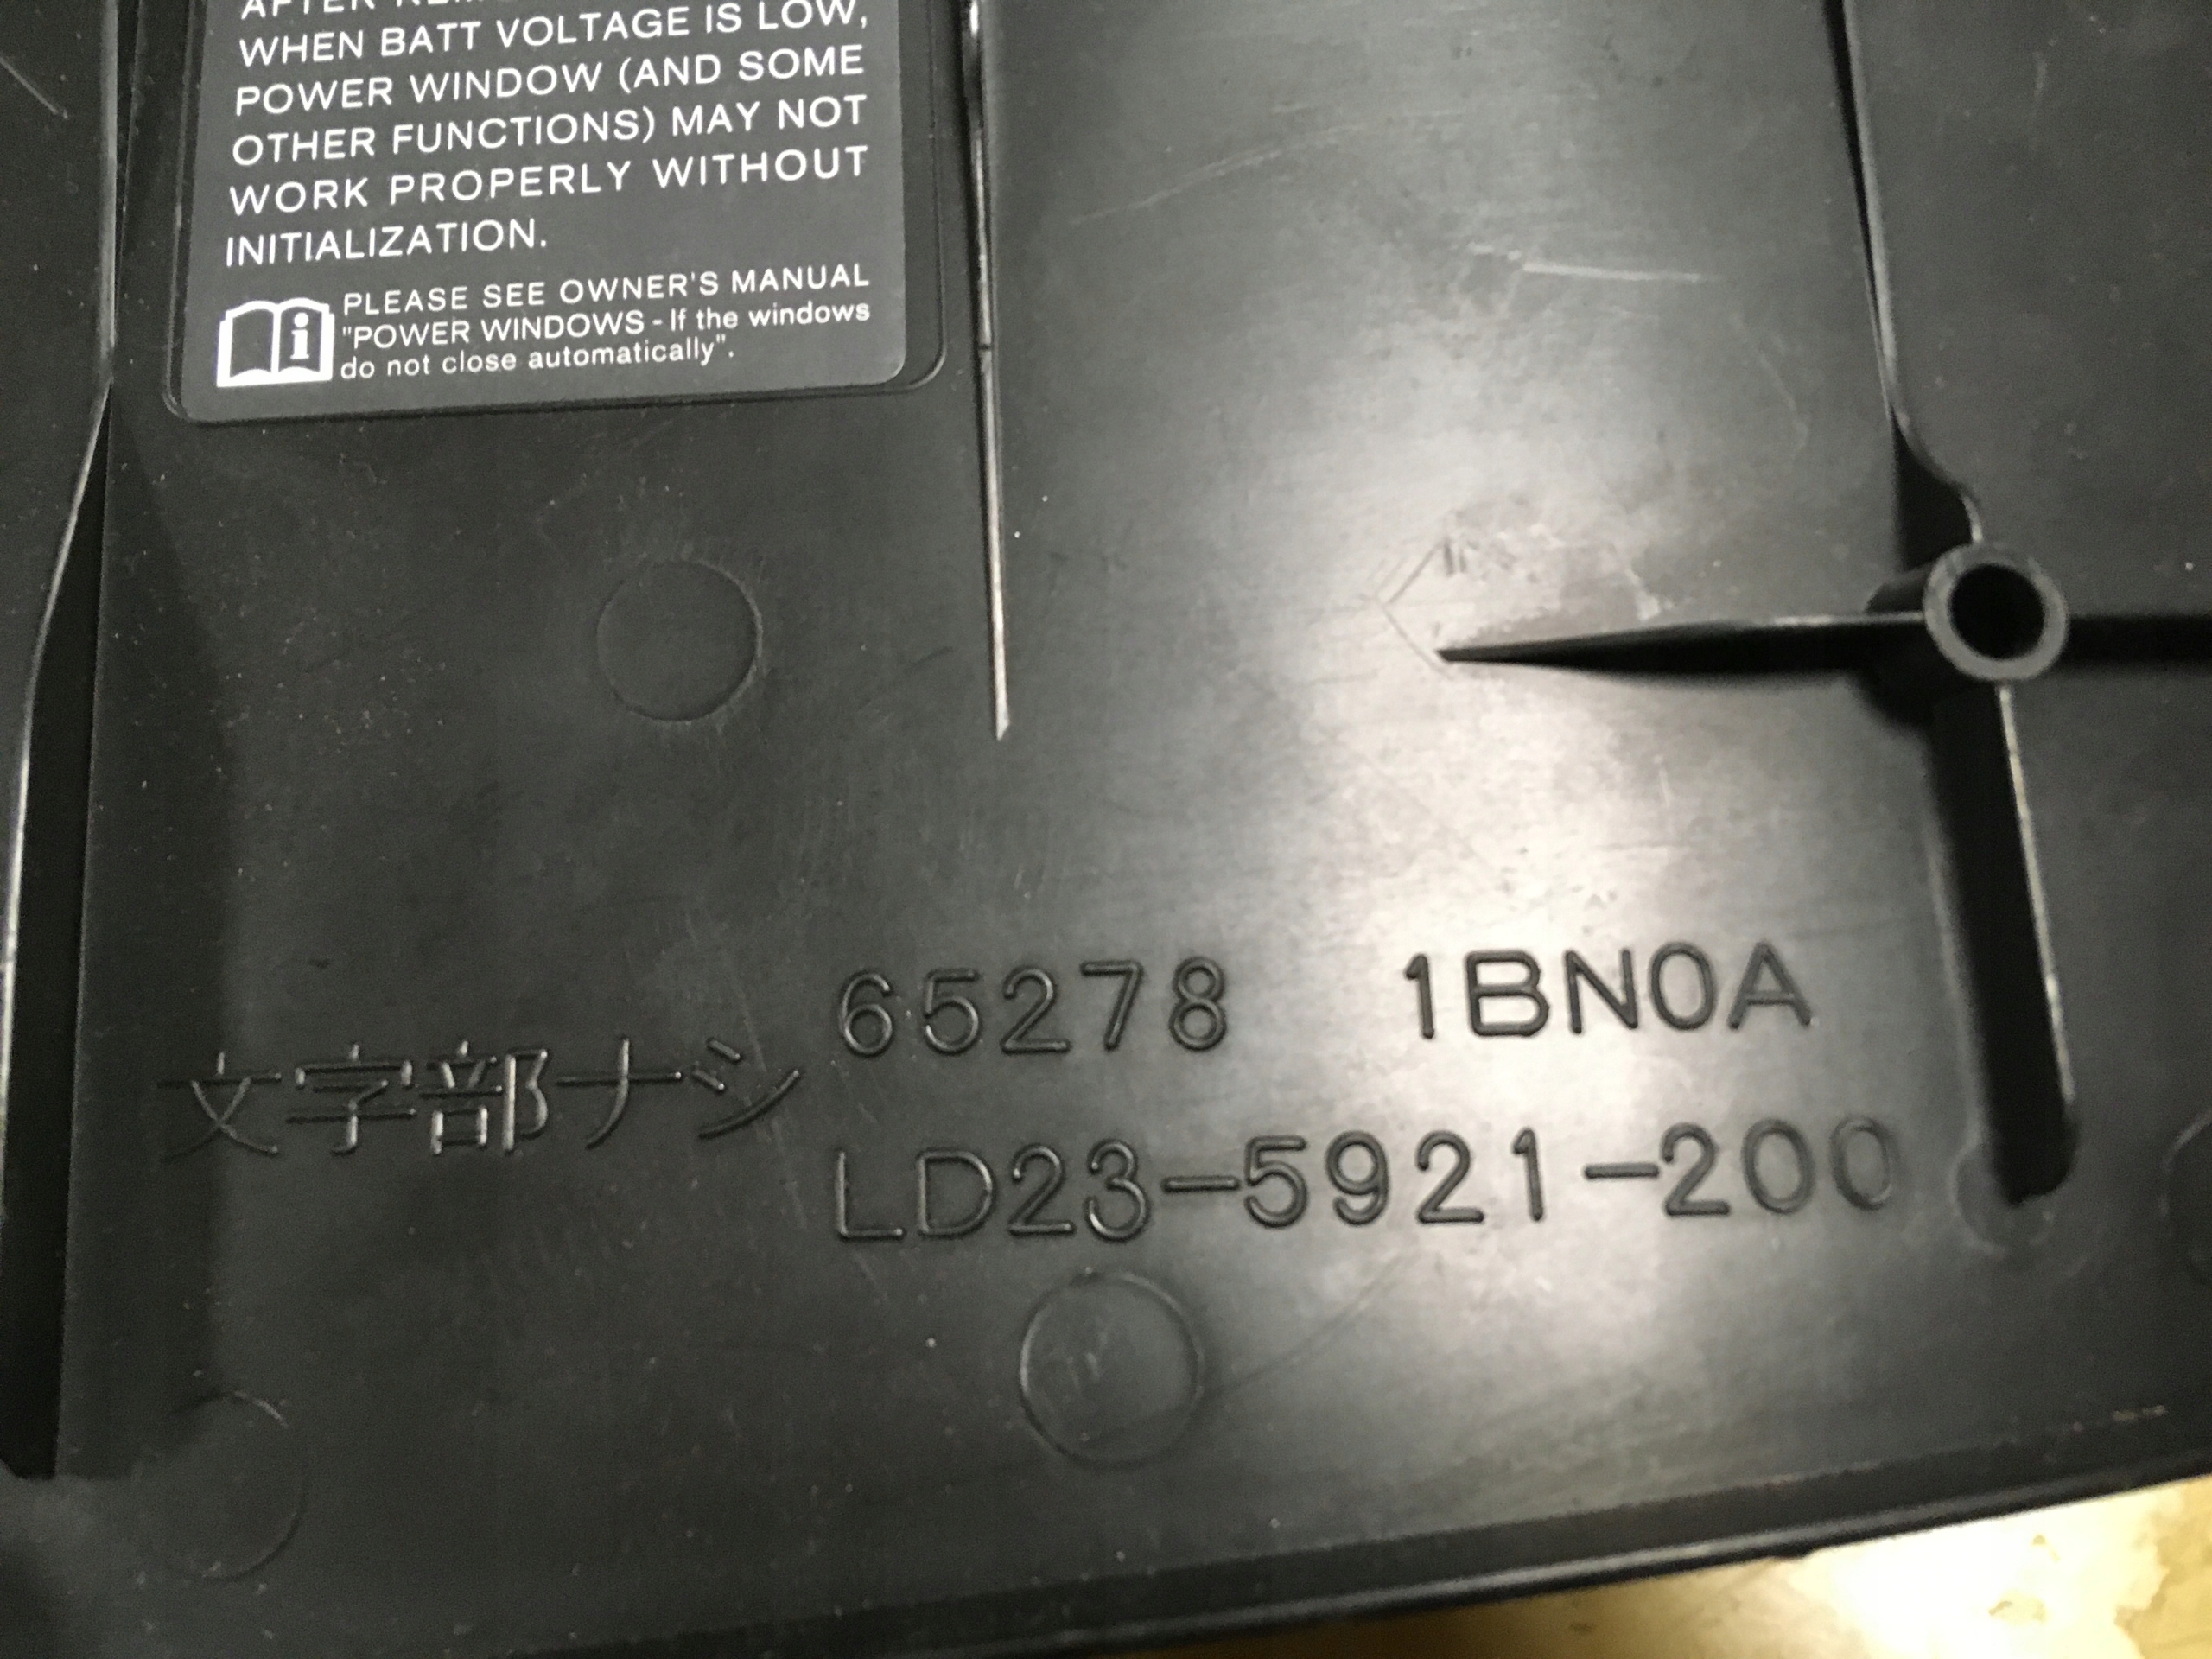 AFTER
WHEN BATT VOLTAGE IS LOW,
POWER WINDOW (AND SOME
OTHER FUNCTIONS) MAY NOT
WORK PROPERLY WITHOUT
INITIALIZATION.
PLEASE SEE OWNER'S MANUAL
"POWER WINDOWS - If the windows
do not close automatically".
65278 1BN0A
文字部ナシ
LD23-5921-200